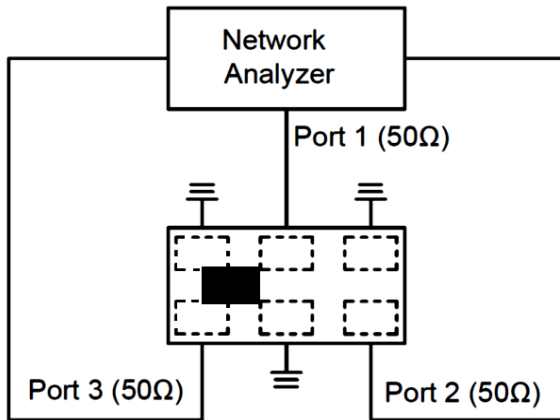 Network
Analyzer
Port 1 (50Ω)
Port 3 (50Ω)
Port 2 (50Ω)